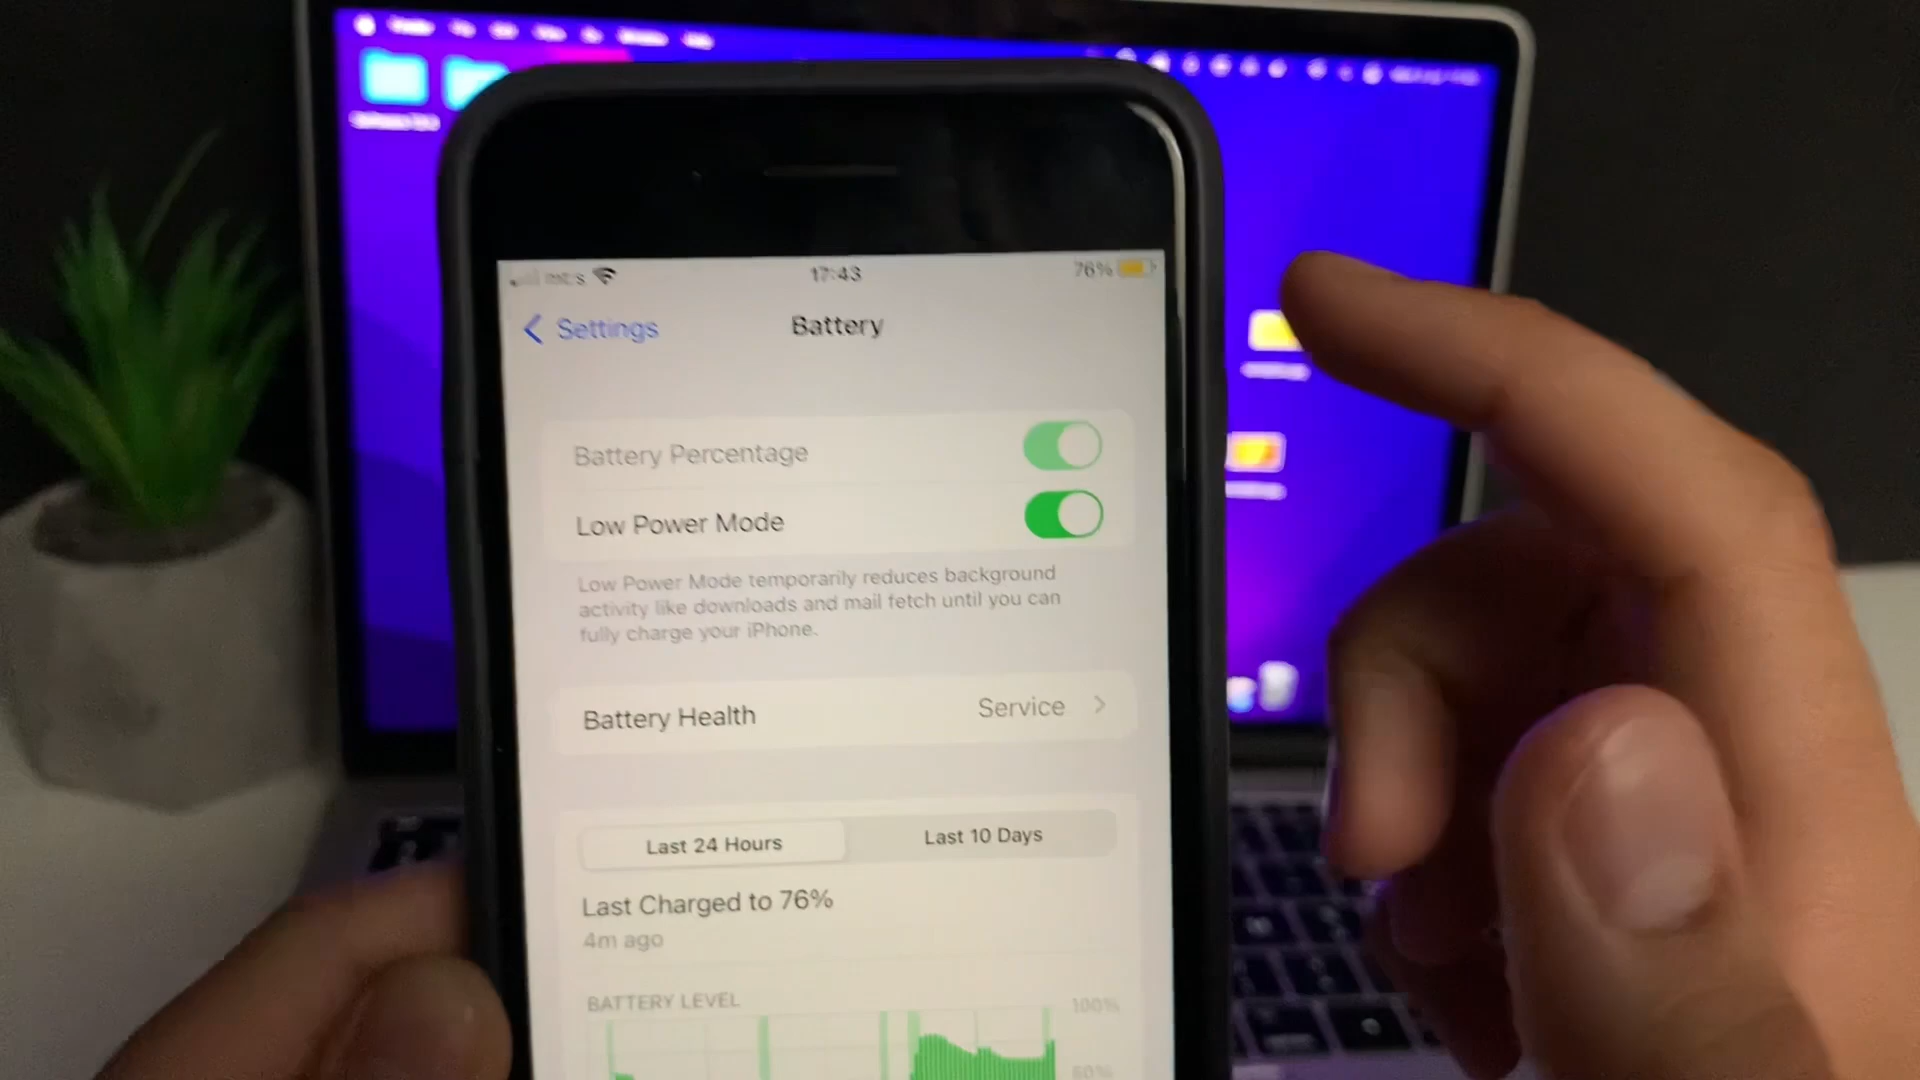 mts 17:43 76%
Settings Battery
Battery Percentage
Low Power Mode
Low Power Mode temporarily reduces background
activity like downloads and mail fetch until you can
fully charge your iPhone.
Battery Health Service
Last 24 Hours Last 10 Days
Last Charged to 76%
4m ago
BATTERY LEVEL
100%